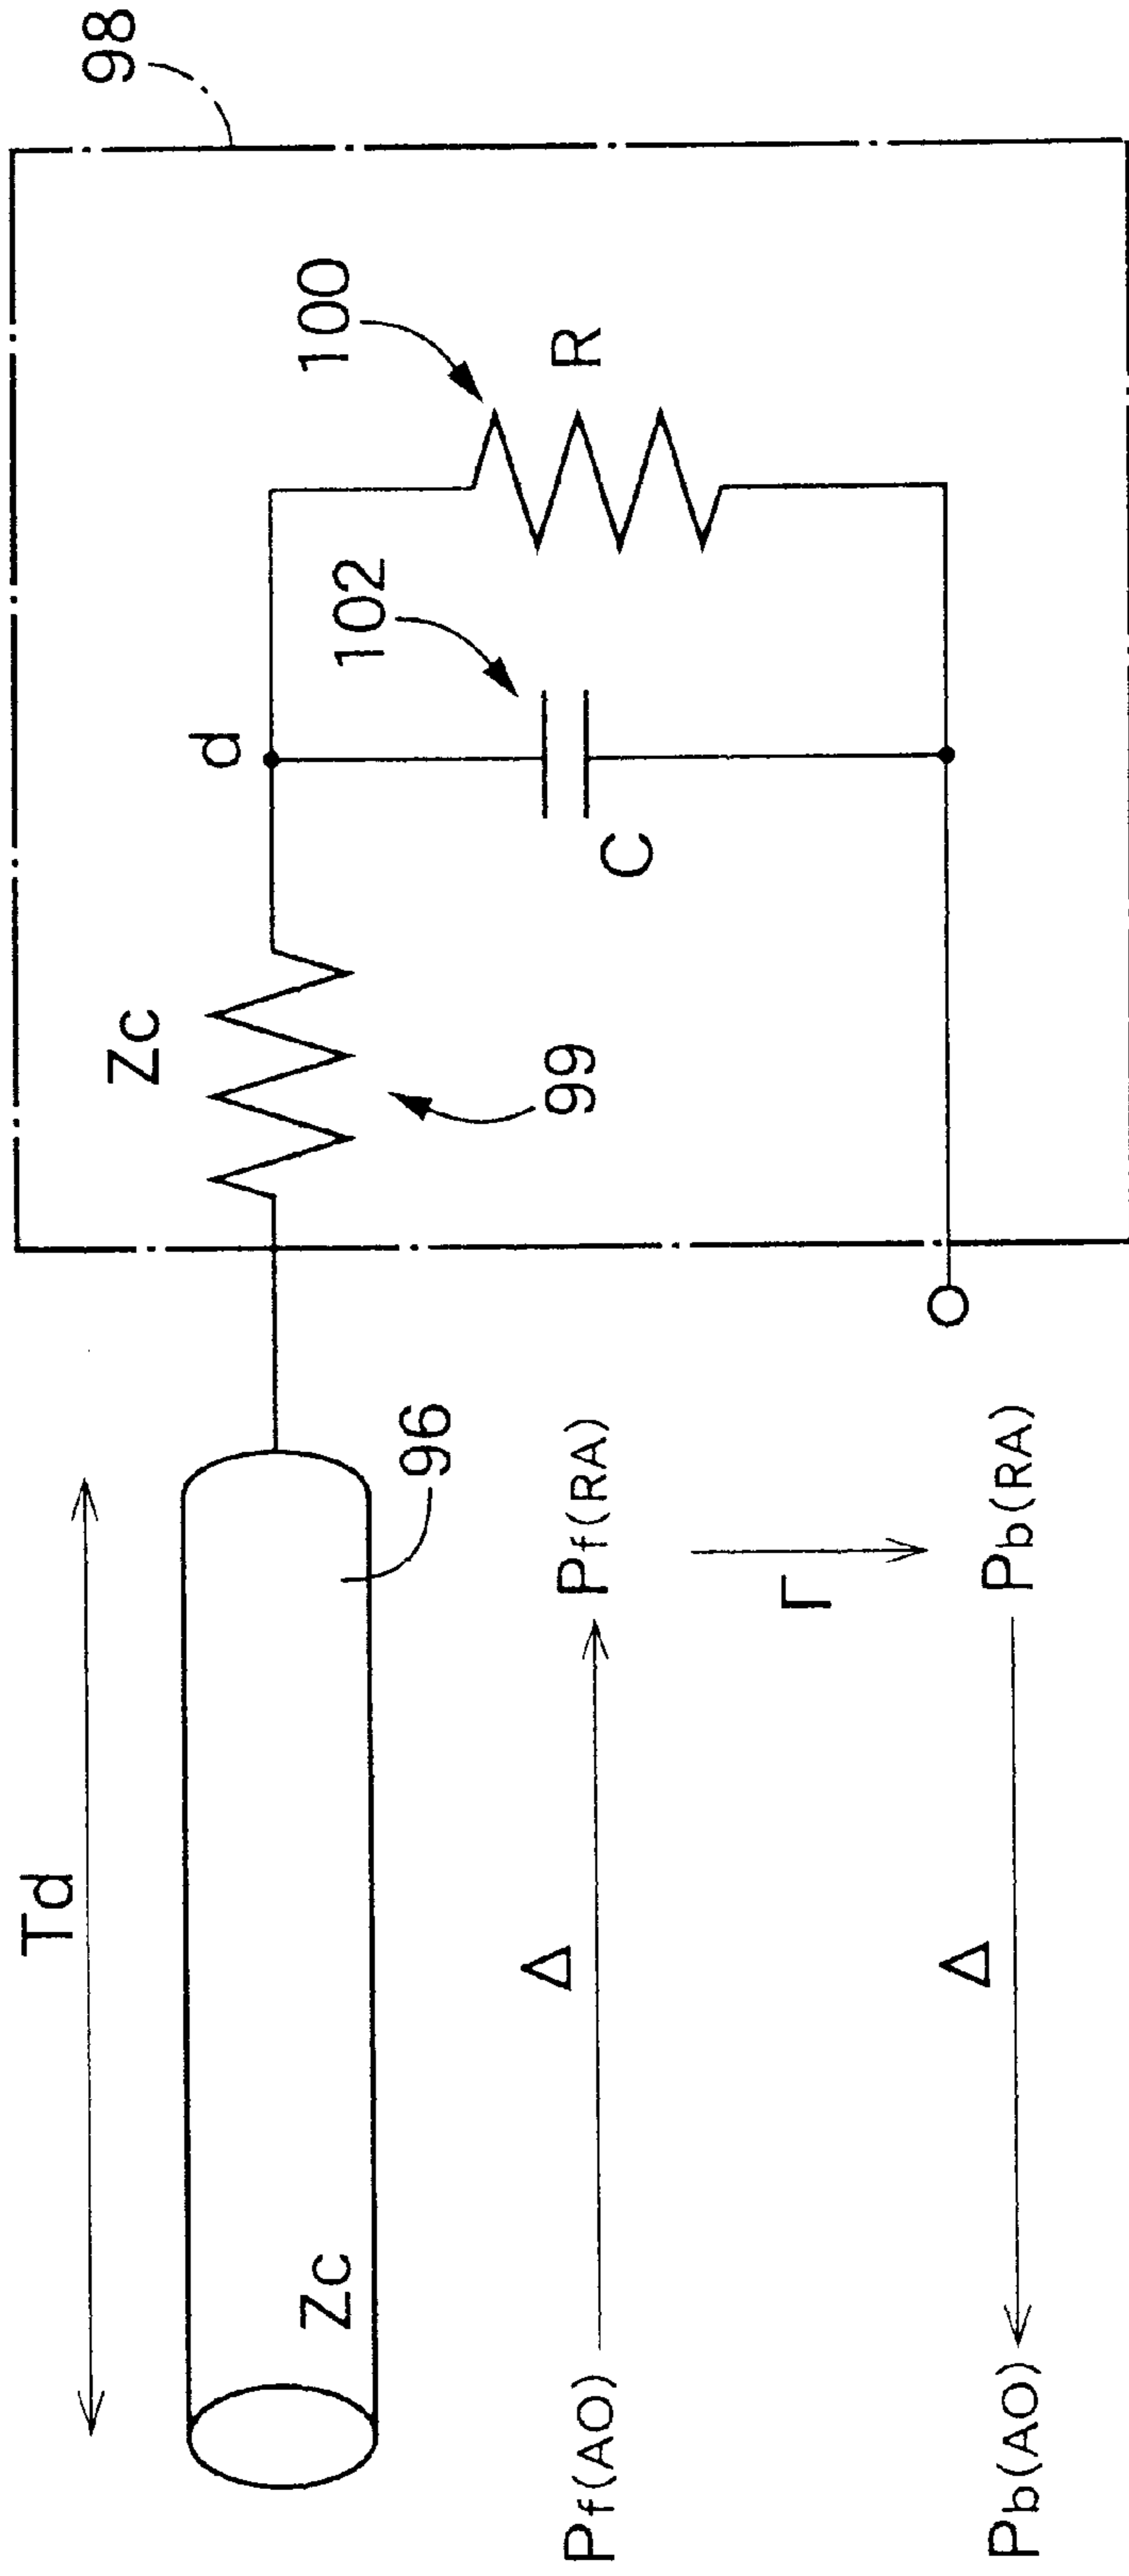 98
100
R
102
d
C
Zc
99
Td
96
Zc
Pf(AO)
Δ
Pf(RA)
Γ
Pb(AO)
Δ
Pb(RA)